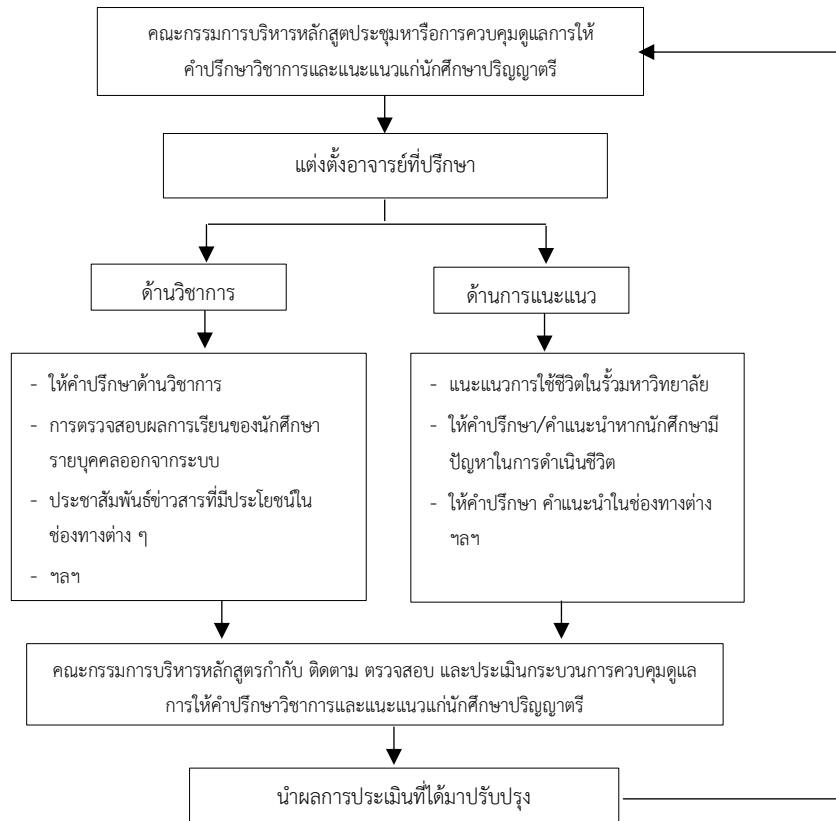 คณะกรรมการบริหารหลักสูตประชุมหารือการควบคุมดูแลการให้
คำปรึกษาวิชาการและแนะแนวแก่นักศึกษาปริญญาตรี
แต่งตั้งอาจารย์ที่ปรึกษา
ด้านวิชาการ
ด้านการแนะแนว
- ให้คำปรึกษาด้านวิชาการ
- การตรวจสอบผลการเรียนของนักศึกษา
รายบุคคลออกจากระบบ
- ประชาสัมพันธ์ข่าวสารที่มีประโยชน์ใน
ช่องทางต่าง ๆ
- ฯลฯ
- แนะแนวการใช้ชีวิตในรั้วมหาวิทยาลัย
- ให้คำปรึกษา/คำแนะนำหากนักศึกษามี
ปัญหาในการดำเนินชีวิต
- ให้คำปรึกษา คำแนะนำในช่องทางต่าง
ฯลฯ
คณะกรรมการบริหารหลักสูตรกำกับ ติดตาม ตรวจสอบ และประเมินกระบวนการควบคุมดูแล
การให้คำปรึกษาวิชาการและแนะแนวแก่นักศึกษาปริญญาตรี
นำผลการประเมินที่ได้มาปรับปรุง